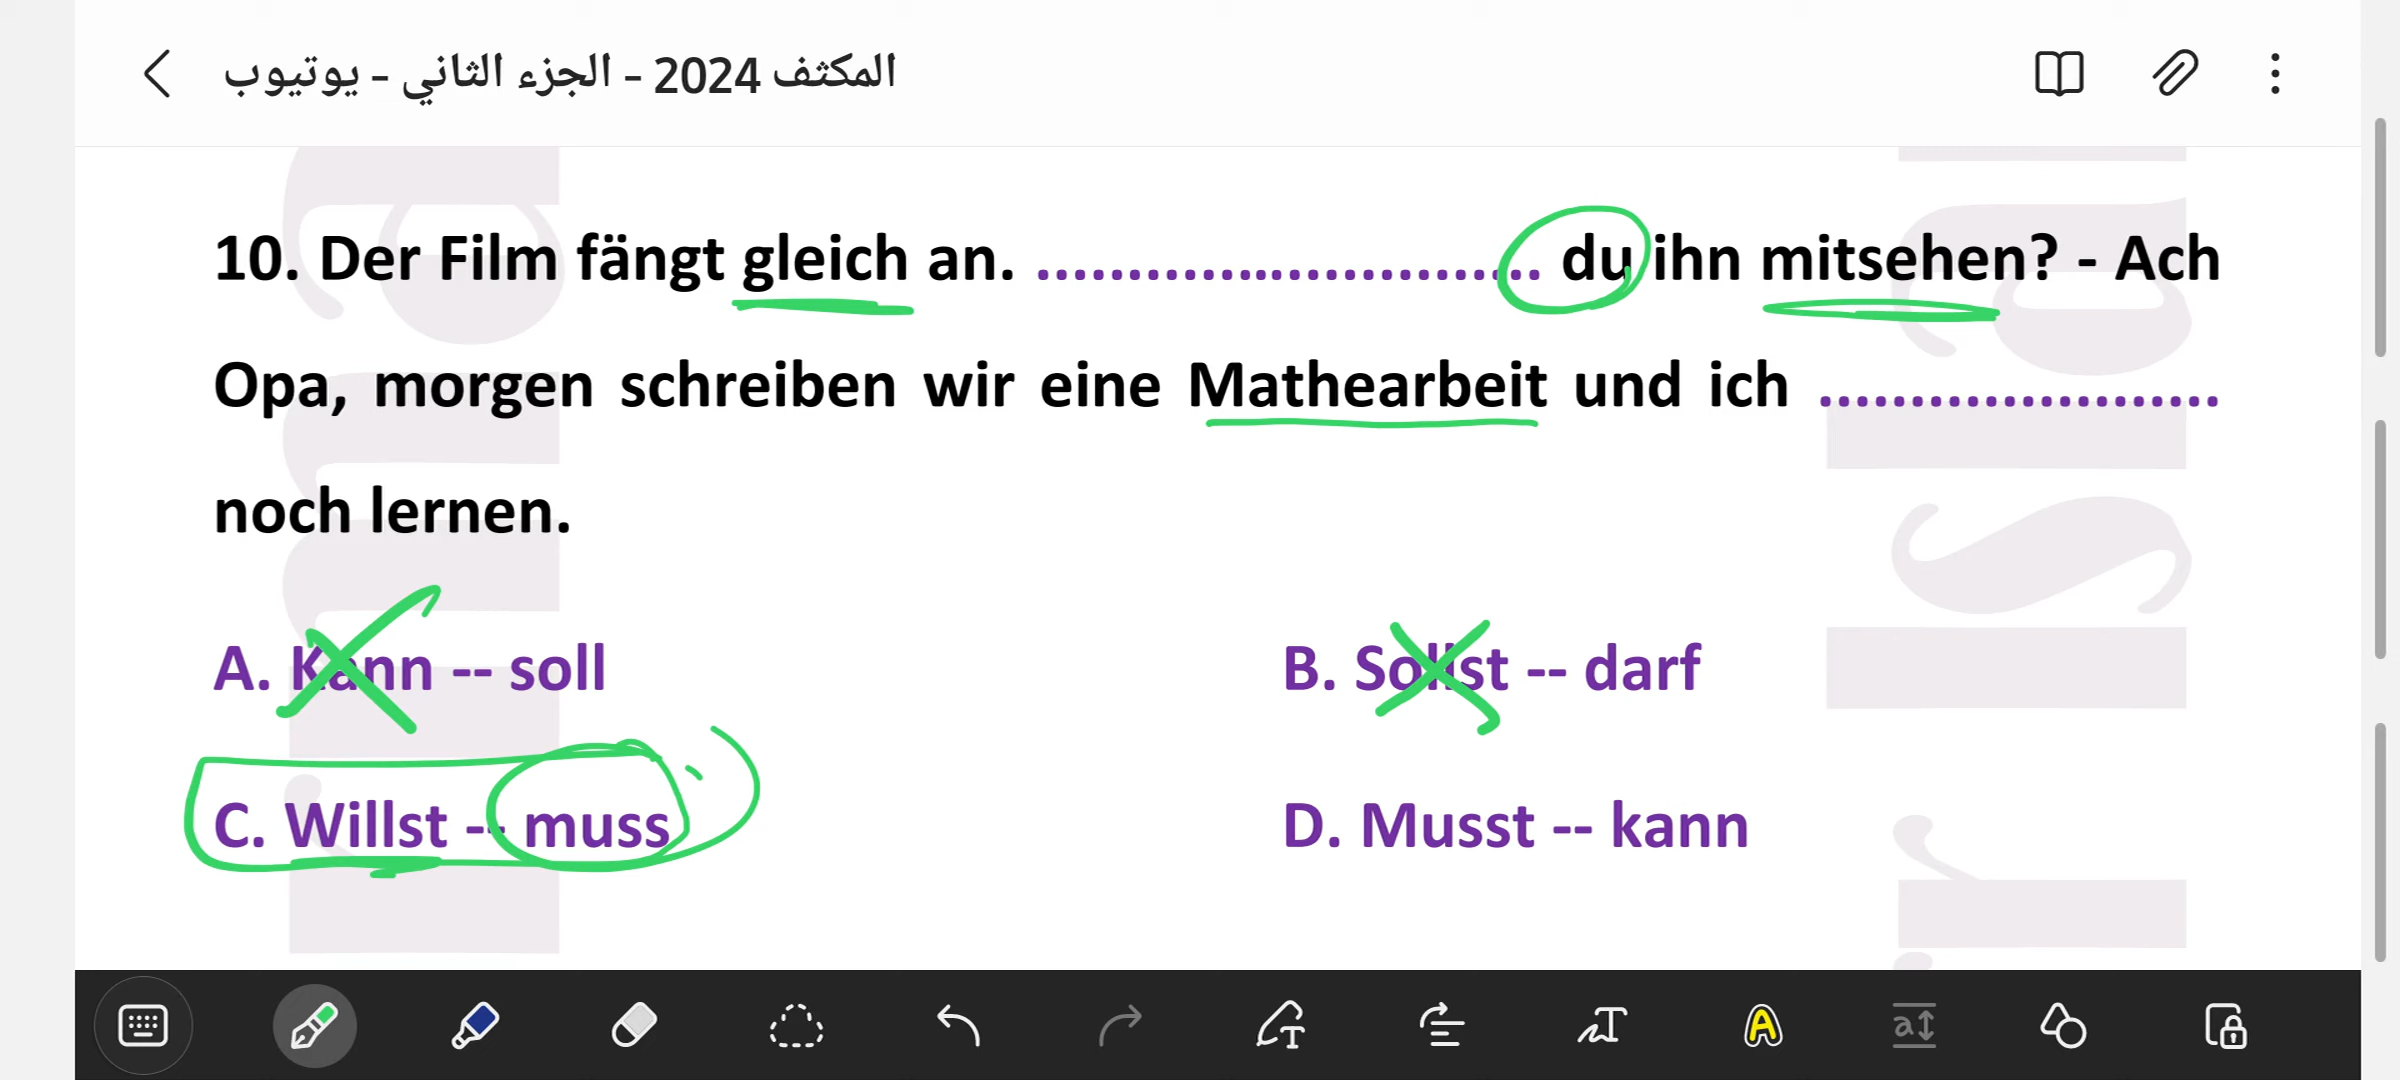 المكثف 2024 - الجزء الثاني - يوتيوب
10. Der Film fängt gleich an. ................................. du ihn mitsehen? - Ach
Opa, morgen schreiben wir eine Mathearbeit und ich ......................
noch lernen.
A. Kann -- soll
B. Sollst -- darf
C. Willst -- muss
D. Musst -- kann